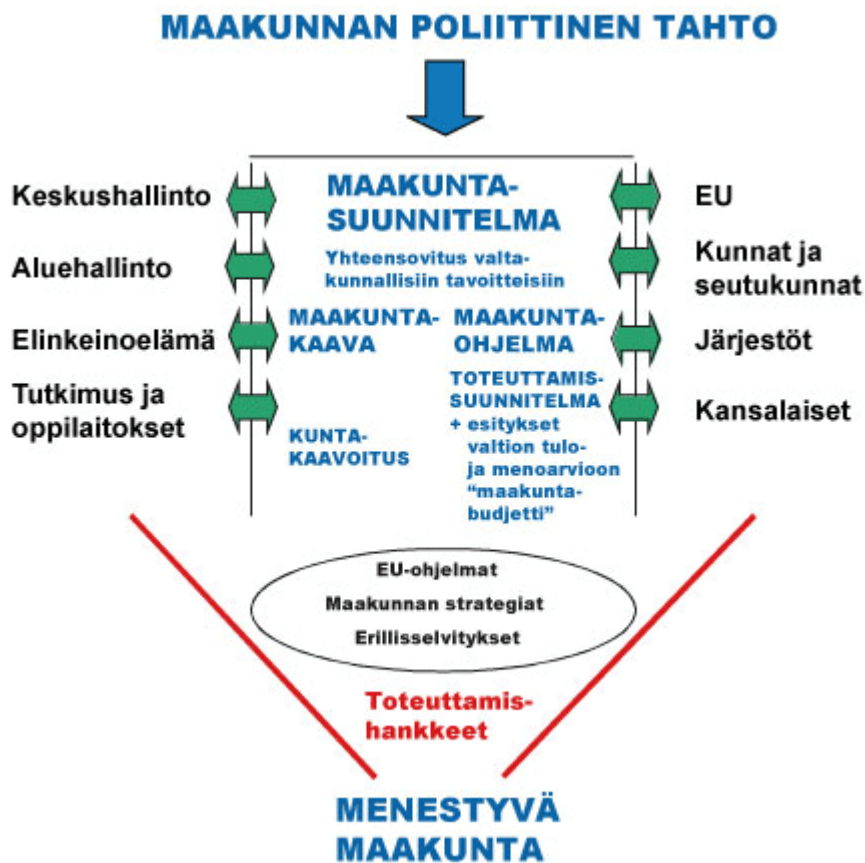 MAAKUNNAN POLIITTINEN TAHTO
Keskushallinto
Aluehallinto
Elinkeinoelämä
Tutkimus ja
oppilaitokset
MAAKUNTA-
SUUNNITELMA
Yhteensovitus valta-
kunnallisiin tavoitteisiin
MAAKUNTA-
KAAVA
KUNTA-
KAAVOITUS
MAAKUNTA-
OHJELMA
TOTEUTTAMIS-
SUUNNITELMA
+ esitykset
valtion tulo-
ja menoarvioon
“maakunta-
budjetti”
EU
Kunnat ja
seutukunnat
Järjestöt
Kansalaiset
EU-ohjelmat
Maakunnan strategiat
Erillisselvitykset
Toteuttamis-
hankkeet
MENESTYVÄ
MAAKUNTA